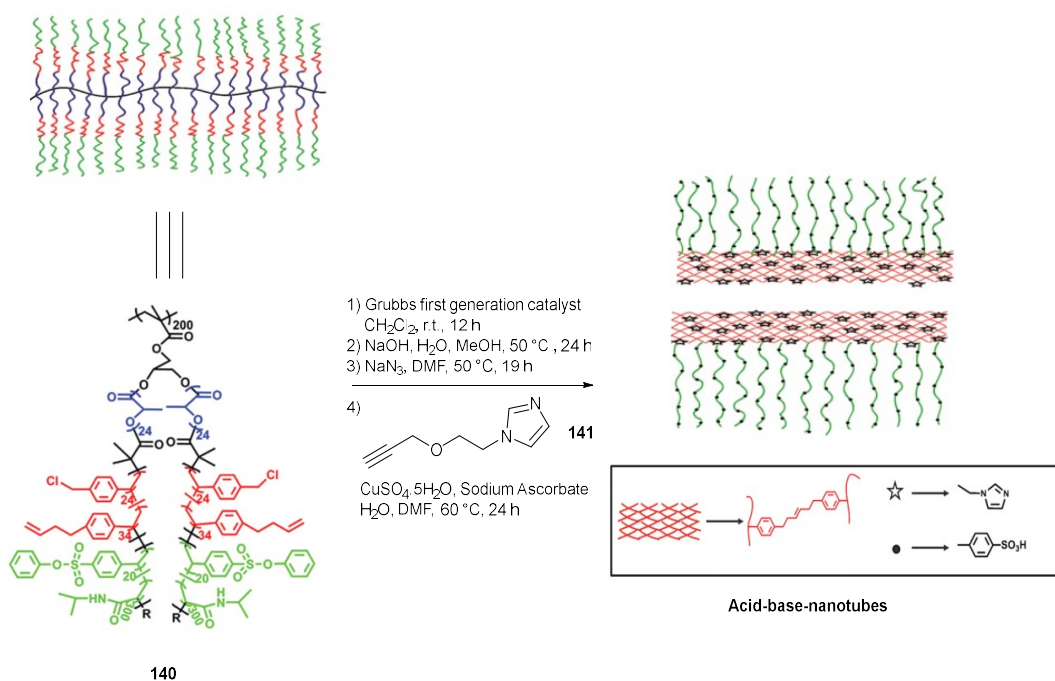 200
O
O
O
O
O
O
O
O
24
24
O
O
O
Cl
Cl
24
24
34
34
O
O-S
O
20
20
O
S-O
O
HN
O
R
R
O
H
N
140
1) Grubbs first generation catalyst
CH2Cl2, r.t., 12 h
2) NaOH, H2O, MeOH, 50 °C , 24 h
3) NaN3, DMF, 50 °C, 19 h
4)
N
N
O
141
CuSO4.5H2O, Sodium Ascorbate
H2O, DMF, 60 °C, 24 h
N
N
SO3H
Acid-base-nanotubes